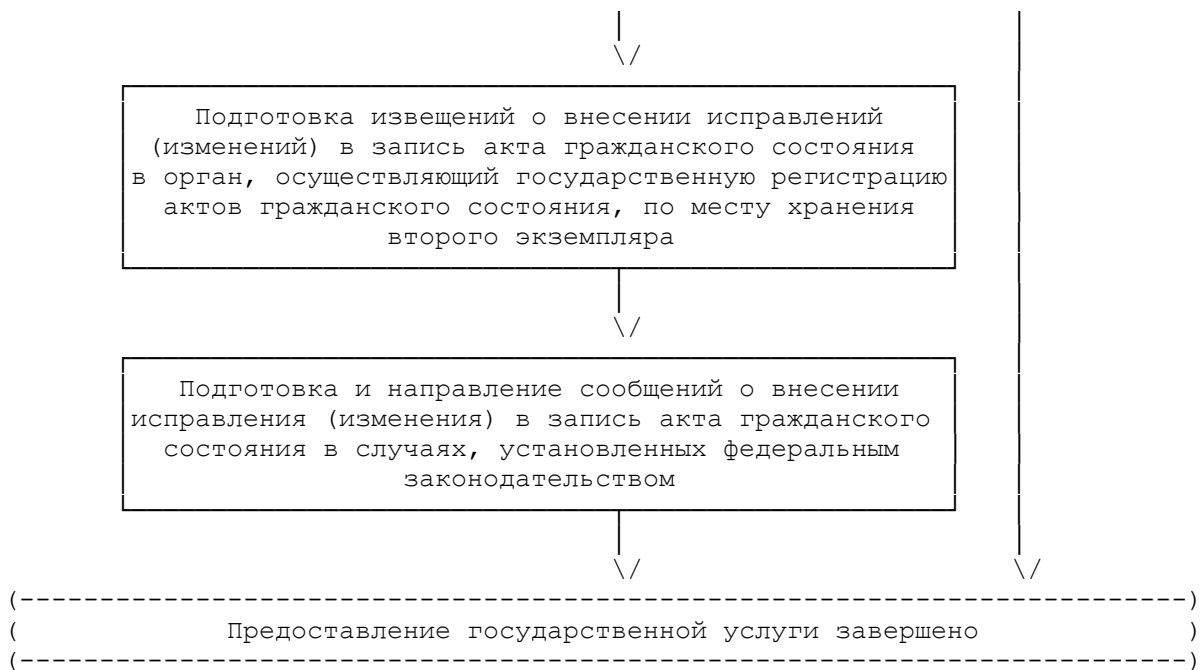 Подготовка извещений о внесении исправлений
(изменений) в запись акта гражданского состояния
в орган, осуществляющий государственную регистрацию
актов гражданского состояния, по месту хранения
второго экземпляра
Подготовка и направление сообщений о внесении
исправления (изменения) в запись акта гражданского
состояния в случаях, установленных федеральным
законодательством
Предоставление государственной услуги завершено